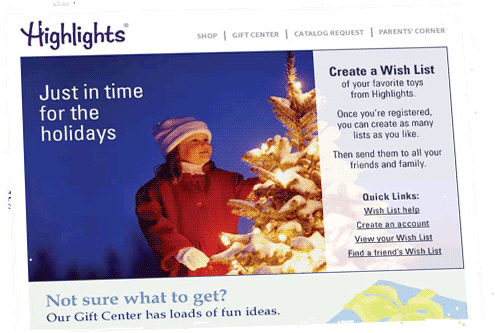 Highlights®
SHOP | GIFT CENTER | CATALOG REQUEST | PARENTS' CORNER
Just in time
for the
holidays
Create a Wish List
of your favorite toys
from Highlights.
Once you're registered,
you can create as many
lists as you like.
Then send them to all your
friends and family.
Quick Links:
Wish List help
Create an account
View your Wish List
Find a friend's Wish List
Not sure what to get?
Our Gift Center has loads of fun ideas.